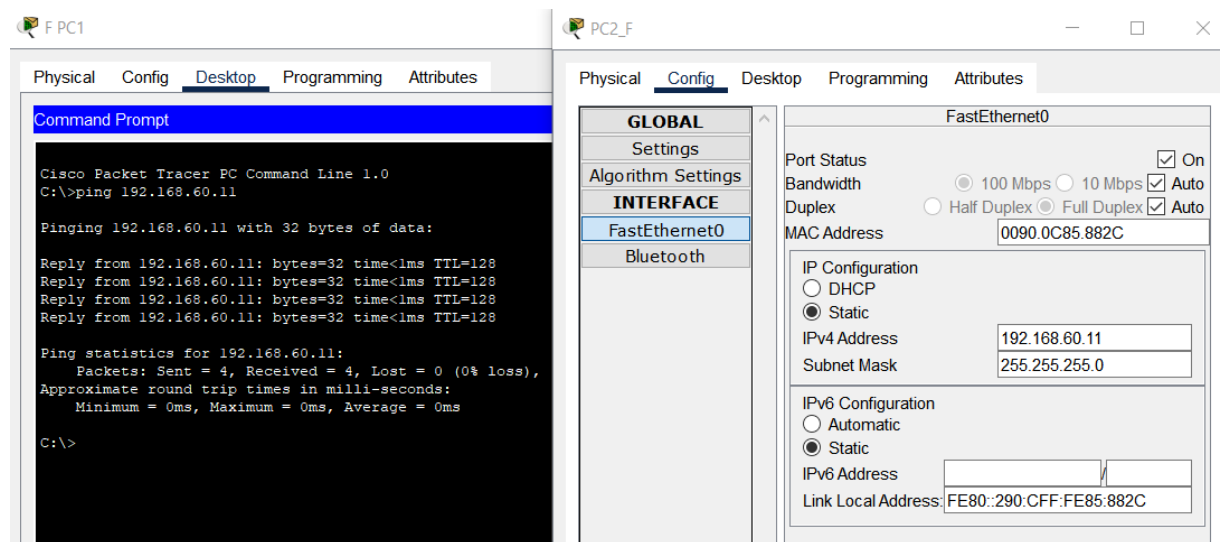 F PC1
Physical Config Desktop Programming Attributes
Command Prompt
Cisco Packet Tracer PC Command Line 1.0
C:\>ping 192.168.60.11
Pinging 192.168.60.11 with 32 bytes of data:
Reply from 192.168.60.11: bytes=32 time<1ms TTL=128
Reply from 192.168.60.11: bytes=32 time<1ms TTL=128
Reply from 192.168.60.11: bytes=32 time<1ms TTL=128
Reply from 192.168.60.11: bytes=32 time<1ms TTL=128
Ping statistics for 192.168.60.11:
Packets: Sent = 4, Received = 4, Lost = 0 (0% loss),
Approximate round trip times in milli-seconds:
Minimum = 0ms, Maximum = 0ms, Average = 0ms
C:\>
PC2_F
Physical Config Desktop Programming Attributes
GLOBAL
Settings
Algorithm Settings
INTERFACE
FastEthernet0
Bluetooth
FastEthernet0
Port Status On
Bandwidth 100 Mbps 10 Mbps Auto
Duplex Half Duplex Full Duplex Auto
MAC Address 0090.0C85.882C
IP Configuration
DHCP
Static
IPv4 Address 192.168.60.11
Subnet Mask 255.255.255.0
IPv6 Configuration
Automatic
Static
IPv6 Address /
Link Local Address: FE80::290:CFF:FE85:882C